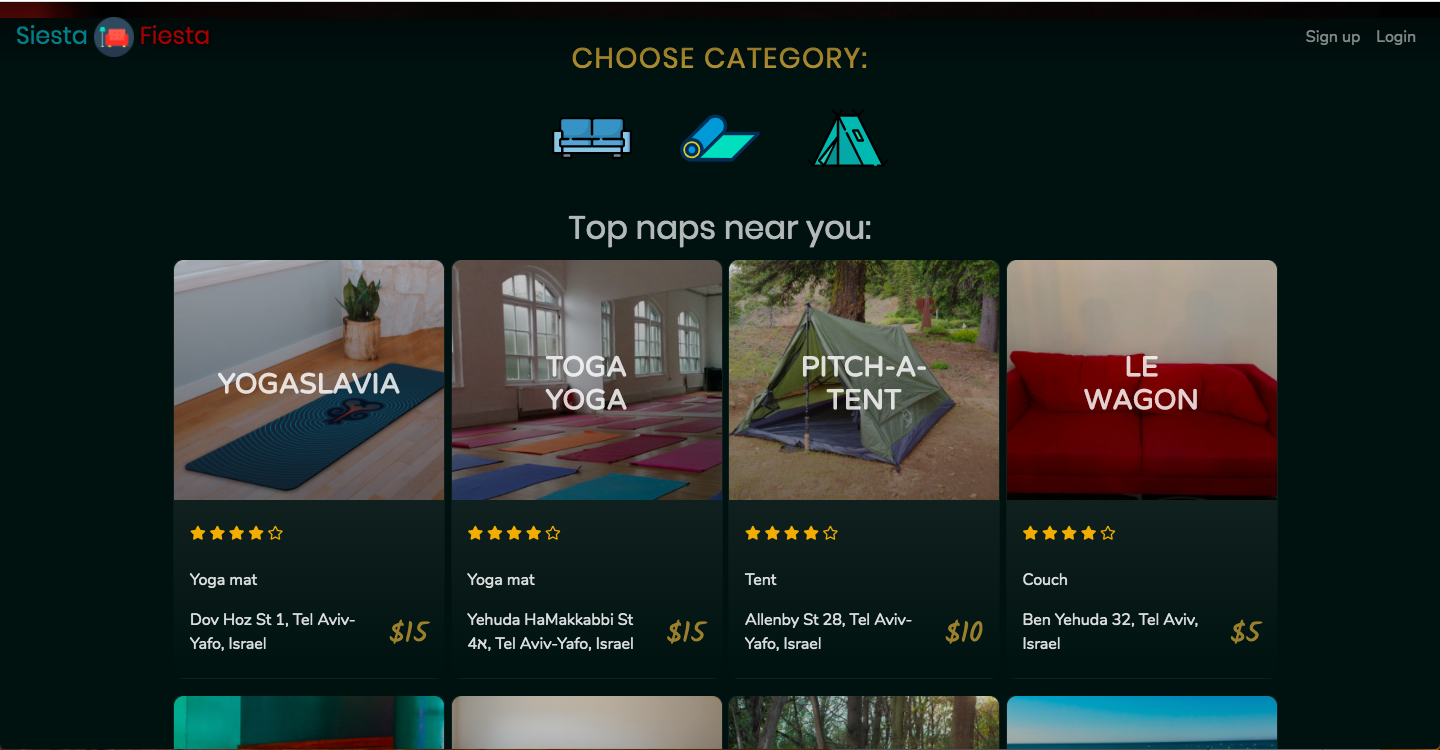 Siesta Fiesta
Sign up Login
CHOOSE CATEGORY:
Top naps near you:
YOGASLAVIA
TOGA
YOGA
PITCH-A-
TENT
LE
WAGON
Yoga mat
Dov Hoz St 1, Tel Aviv-
Yafo, Israel
$15
Yoga mat
Yehuda HaMakkabbi St
4א, Tel Aviv-Yafo, Israel
$15
Tent
Allenby St 28, Tel Aviv-
Yafo, Israel
$10
Couch
Ben Yehuda 32, Tel Aviv,
Israel
$5